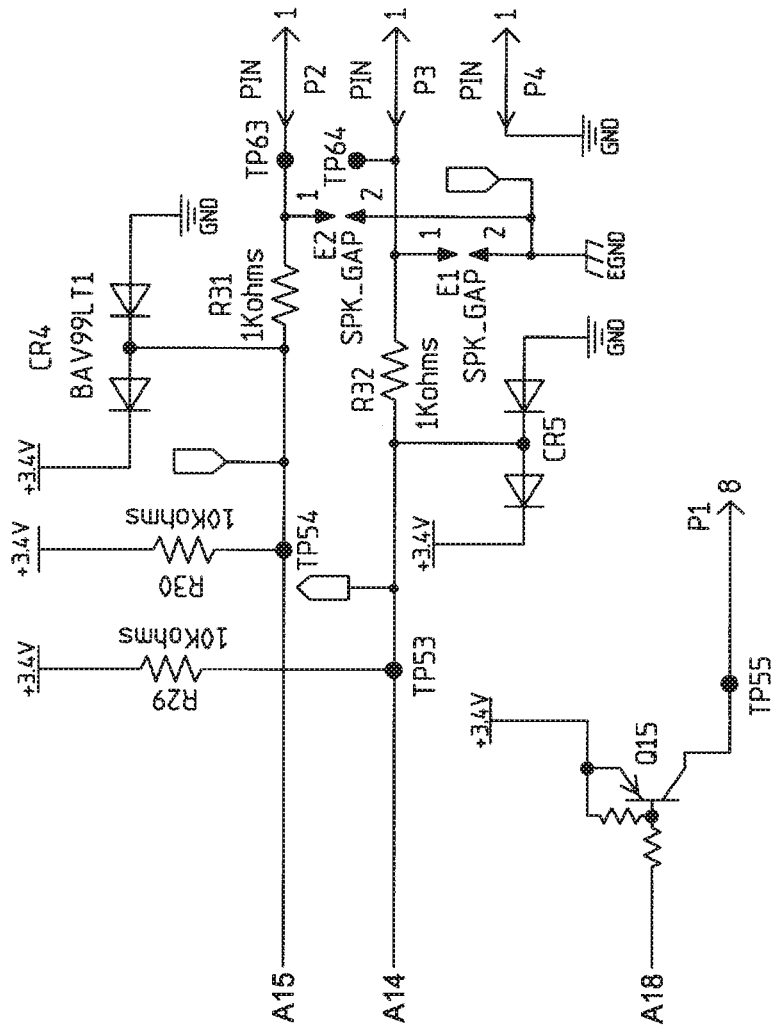 +3.4V
+3.4V
+3.4V
CR4
BAV99LT1
GND
10Kohms
R29
10Kohms
R30
R31
1Kohms
TP63
PIN
P2
1
A15
TP54
E2
SPK_GAP
1
2
TP64
PIN
P3
1
A14
TP53
R32
1Kohms
E1
SPK_GAP
1
2
PIN
P4
1
GND
EGND
+3.4V
CR5
GND
+3.4V
Q15
A18
TP55
P1
8